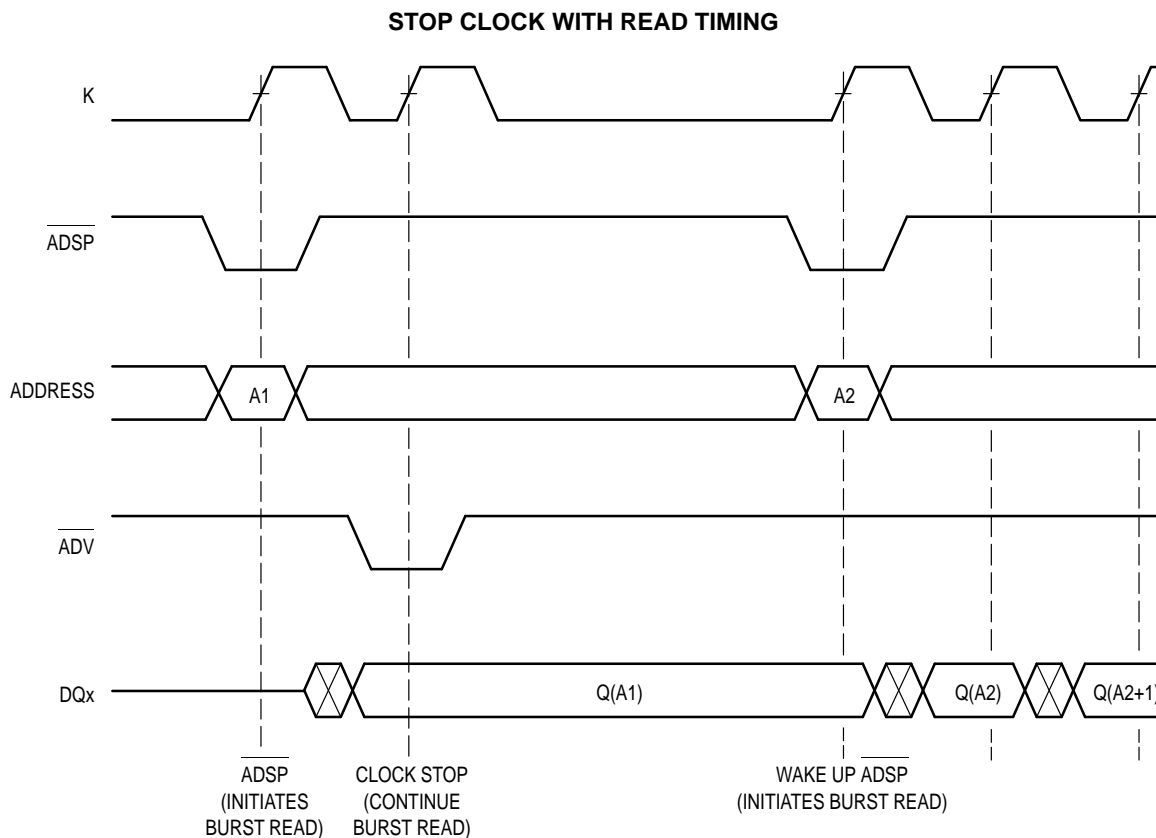 STOP CLOCK WITH READ TIMING
K
ADSP
ADDRESS
A1
A2
ADV
DQx
Q(A1)
Q(A2)
Q(A2+1)
ADSP
(INITIATES
BURST READ)
CLOCK STOP
(CONTINUE
BURST READ)
WAKE UP ADSP
(INITIATES BURST READ)